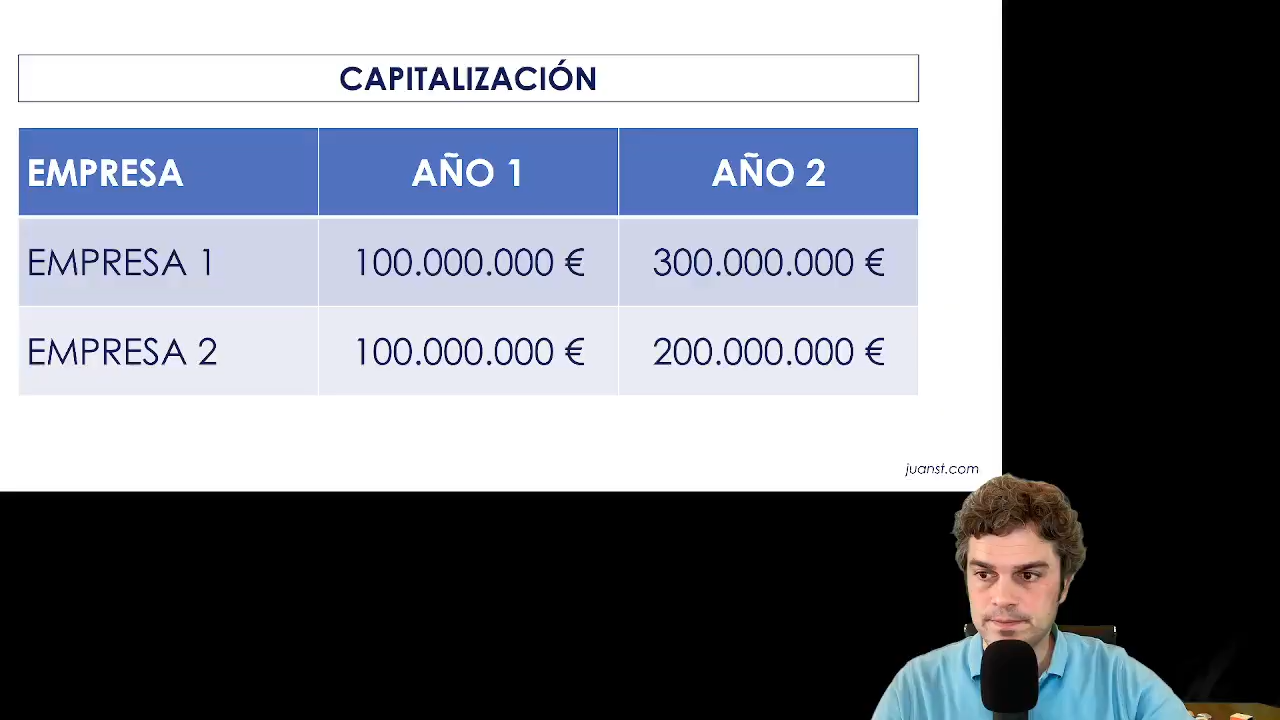 CAPITALIZACIÓN
EMPRESA AÑO 1 AÑO 2
EMPRESA 1 100.000.000 € 300.000.000 €
EMPRESA 2 100.000.000 € 200.000.000 €
juanst.com